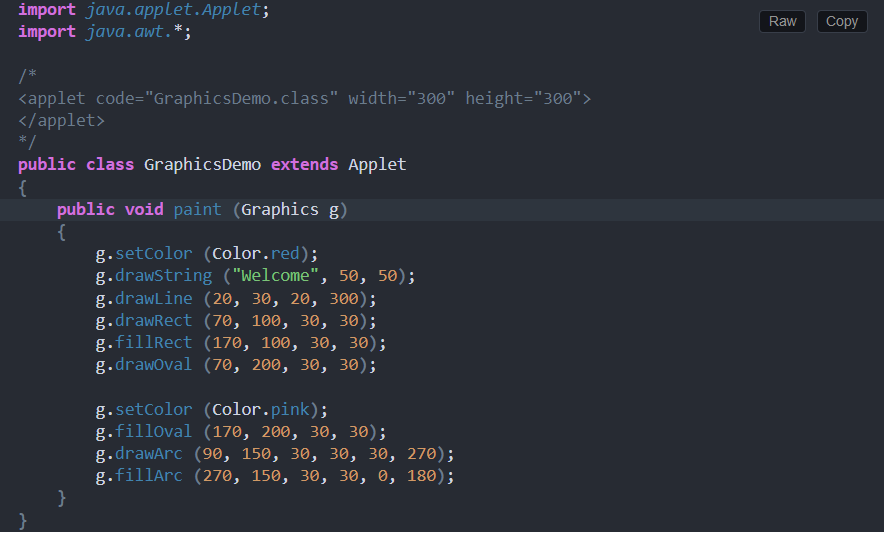 import java.applet.Applet;
import java.awt.*;
Raw Copy
/*
<applet code="GraphicsDemo.class" width="300" height="300">
</applet>
*/
public class GraphicsDemo extends Applet
{
    public void paint (Graphics g)
    {
        g.setColor (Color.red);
        g.drawString ("Welcome", 50, 50);
        g.drawLine (20, 30, 20, 300);
        g.drawRect (70, 100, 30, 30);
        g.fillRect (170, 100, 30, 30);
        g.drawOval (70, 200, 30, 30);

        g.setColor (Color.pink);
        g.fillOval (170, 200, 30, 30);
        g.drawArc (90, 150, 30, 30, 30, 270);
        g.fillArc (270, 150, 30, 30, 0, 180);
    }
}